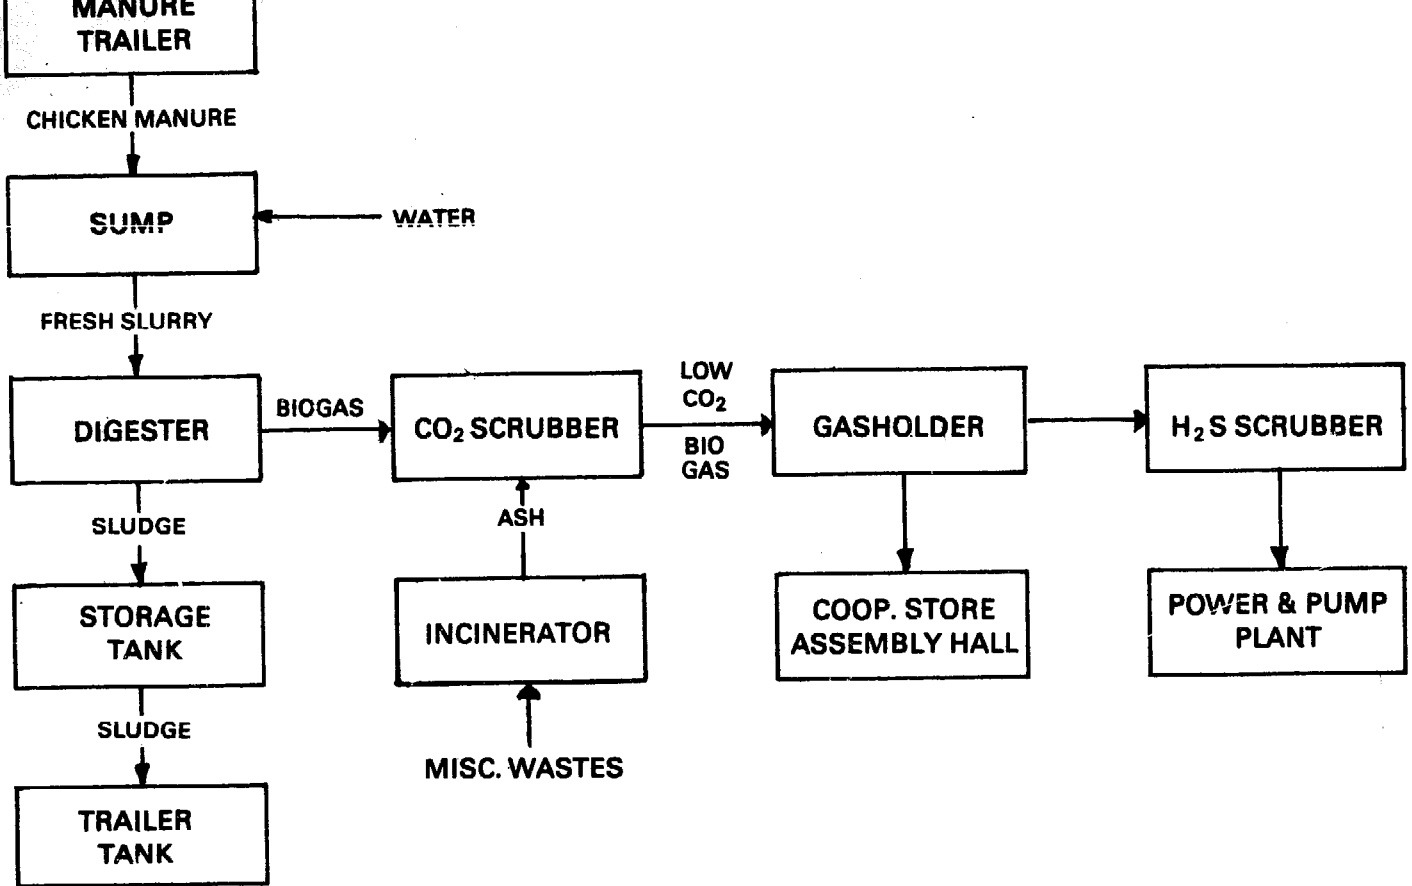 MANURE
TRAILER
CHICKEN MANURE
SUMP
WATER
FRESH SLURRY
DIGESTER
BIOGAS
CO₂ SCRUBBER
LOW
CO₂
BIO
GAS
GASHOLDER
H₂S SCRUBBER
SLUDGE
ASH
STORAGE
TANK
INCINERATOR
COOP. STORE
ASSEMBLY HALL
POWER & PUMP
PLANT
SLUDGE
MISC. WASTES
TRAILER
TANK